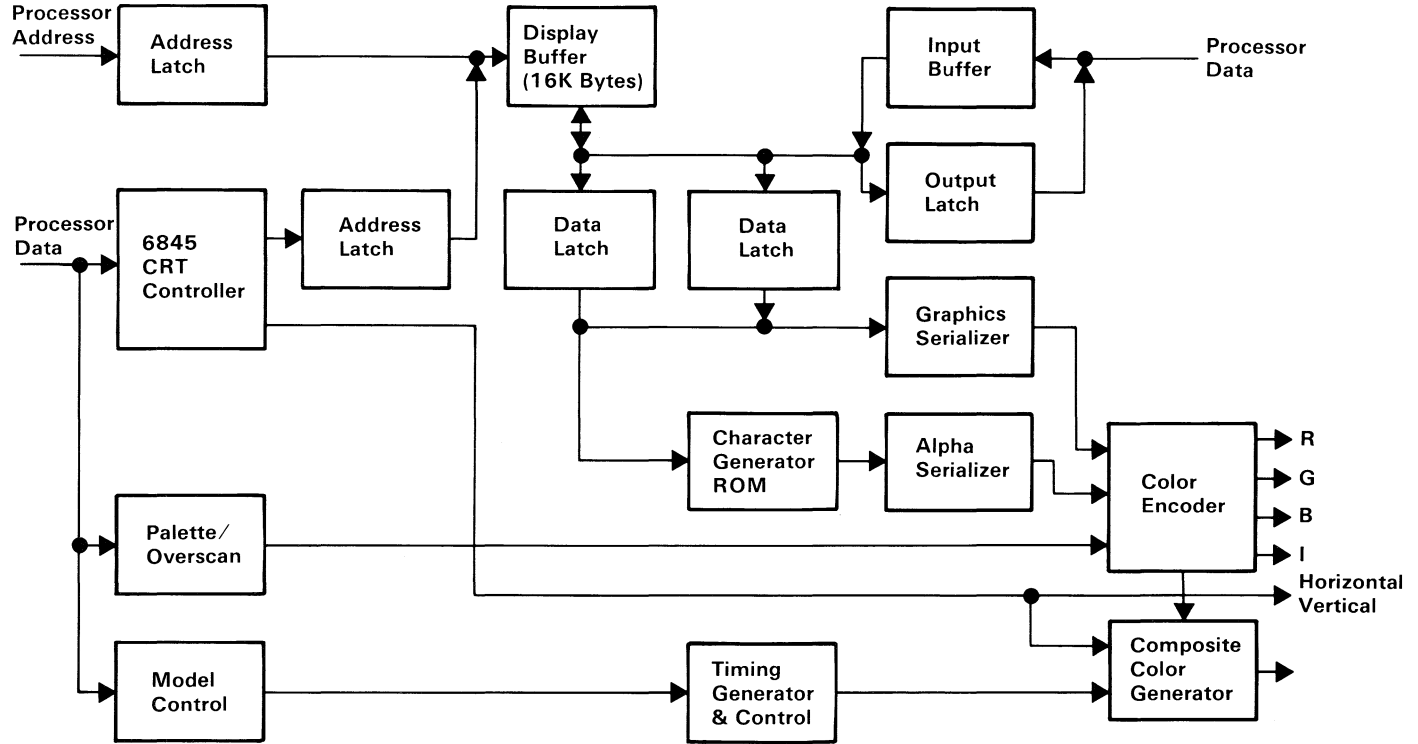 Processor
Address
Address
Latch
Display
Buffer
(16K Bytes)
Input
Buffer
Processor
Data
Processor
Data
6845
CRT
Controller
Address
Latch
Data
Latch
Data
Latch
Output
Latch
Graphics
Serializer
Character
Generator
ROM
Alpha
Serializer
Color
Encoder
R
G
B
I
Palette/
Overscan
Horizontal
Vertical
Model
Control
Timing
Generator
& Control
Composite
Color
Generator